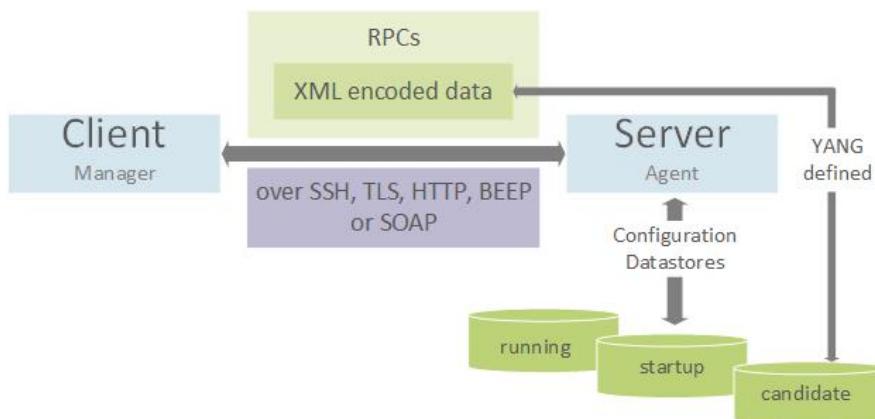 RPCs
XML encoded data
Client
Manager
Server
Agent
YANG
defined
over SSH, TLS, HTTP, BEEP
or SOAP
Configuration
Datastores
running
startup
candidate